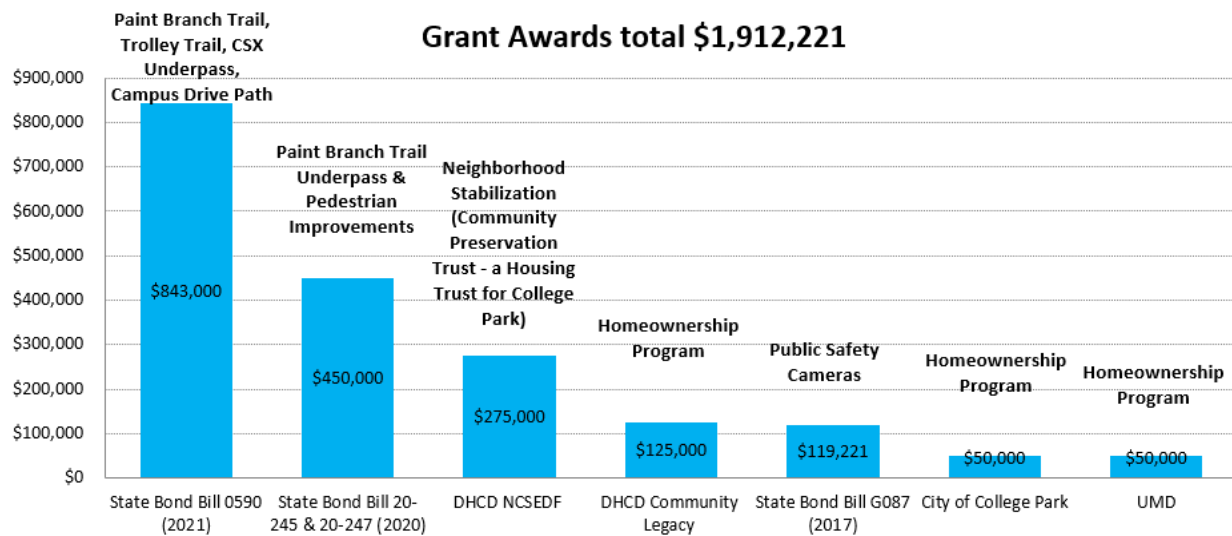 Grant Awards total $1,912,221
Paint Branch Trail,
Trolley Trail, CSX
Underpass,
Campus Drive Path
Paint Branch Trail
Underpass &
Pedestrian
Improvements
Neighborhood
Stabilization
(Community
Preservation
Trust - a Housing
Trust for College
Park)
Homeownership
Program
Public Safety
Cameras
Homeownership
Program
Homeownership
Program
$900,000
$800,000
$700,000
$600,000
$500,000
$400,000
$300,000
$200,000
$100,000
$0
$843,000
$450,000
$275,000
$125,000
$119,221
$50,000
$50,000
State Bond Bill 0590
(2021)
State Bond Bill 20-
245 & 20-247 (2020)
DHCD NCSEDF
DHCD Community
Legacy
State Bond Bill G087
(2017)
City of College Park
UMD